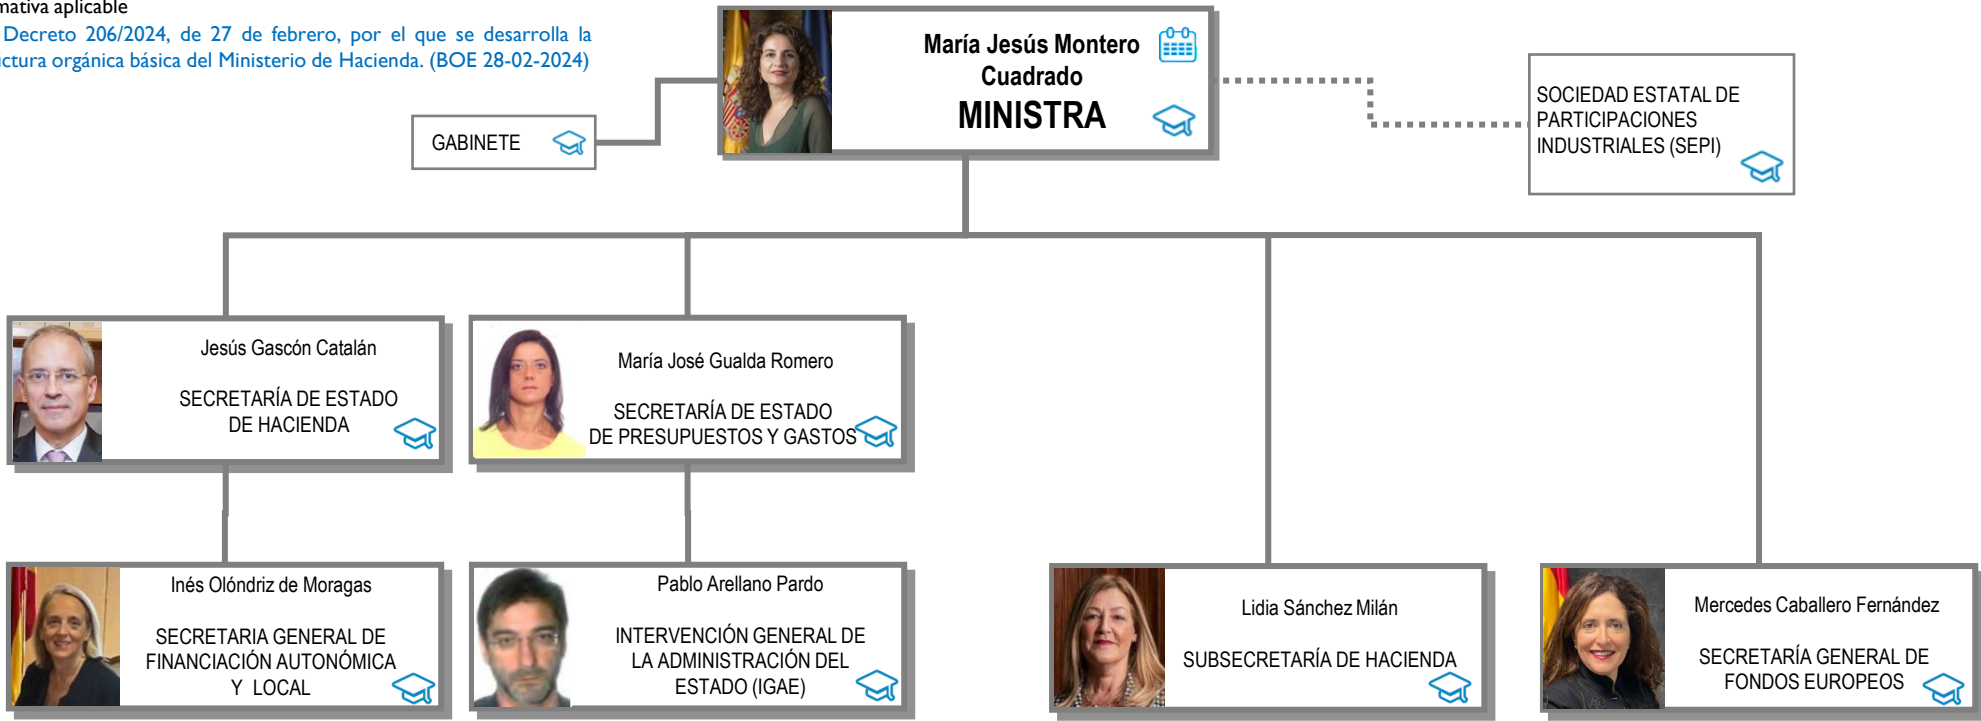 mativa aplicable
Decreto 206/2024, de 27 de febrero, por el que se desarrolla la
uctura orgánica básica del Ministerio de Hacienda. (BOE 28-02-2024)
María Jesús Montero
Cuadrado
MINISTRA
GABINETE
SOCIEDAD ESTATAL DE
PARTICIPACIONES
INDUSTRIALES (SEPI)
Jesús Gascón Catalán
SECRETARÍA DE ESTADO
DE HACIENDA
María José Gualda Romero
SECRETARÍA DE ESTADO
DE PRESUPUESTOS Y GASTOS
Inés Olóndriz de Moragas
SECRETARIA GENERAL DE
FINANCIACIÓN AUTONÓMICA
Y LOCAL
Pablo Arellano Pardo
INTERVENCIÓN GENERAL DE
LA ADMINISTRACIÓN DEL
ESTADO (IGAE)
Lidia Sánchez Milán
SUBSECRETARÍA DE HACIENDA
Mercedes Caballero Fernández
SECRETARÍA GENERAL DE
FONDOS EUROPEOS